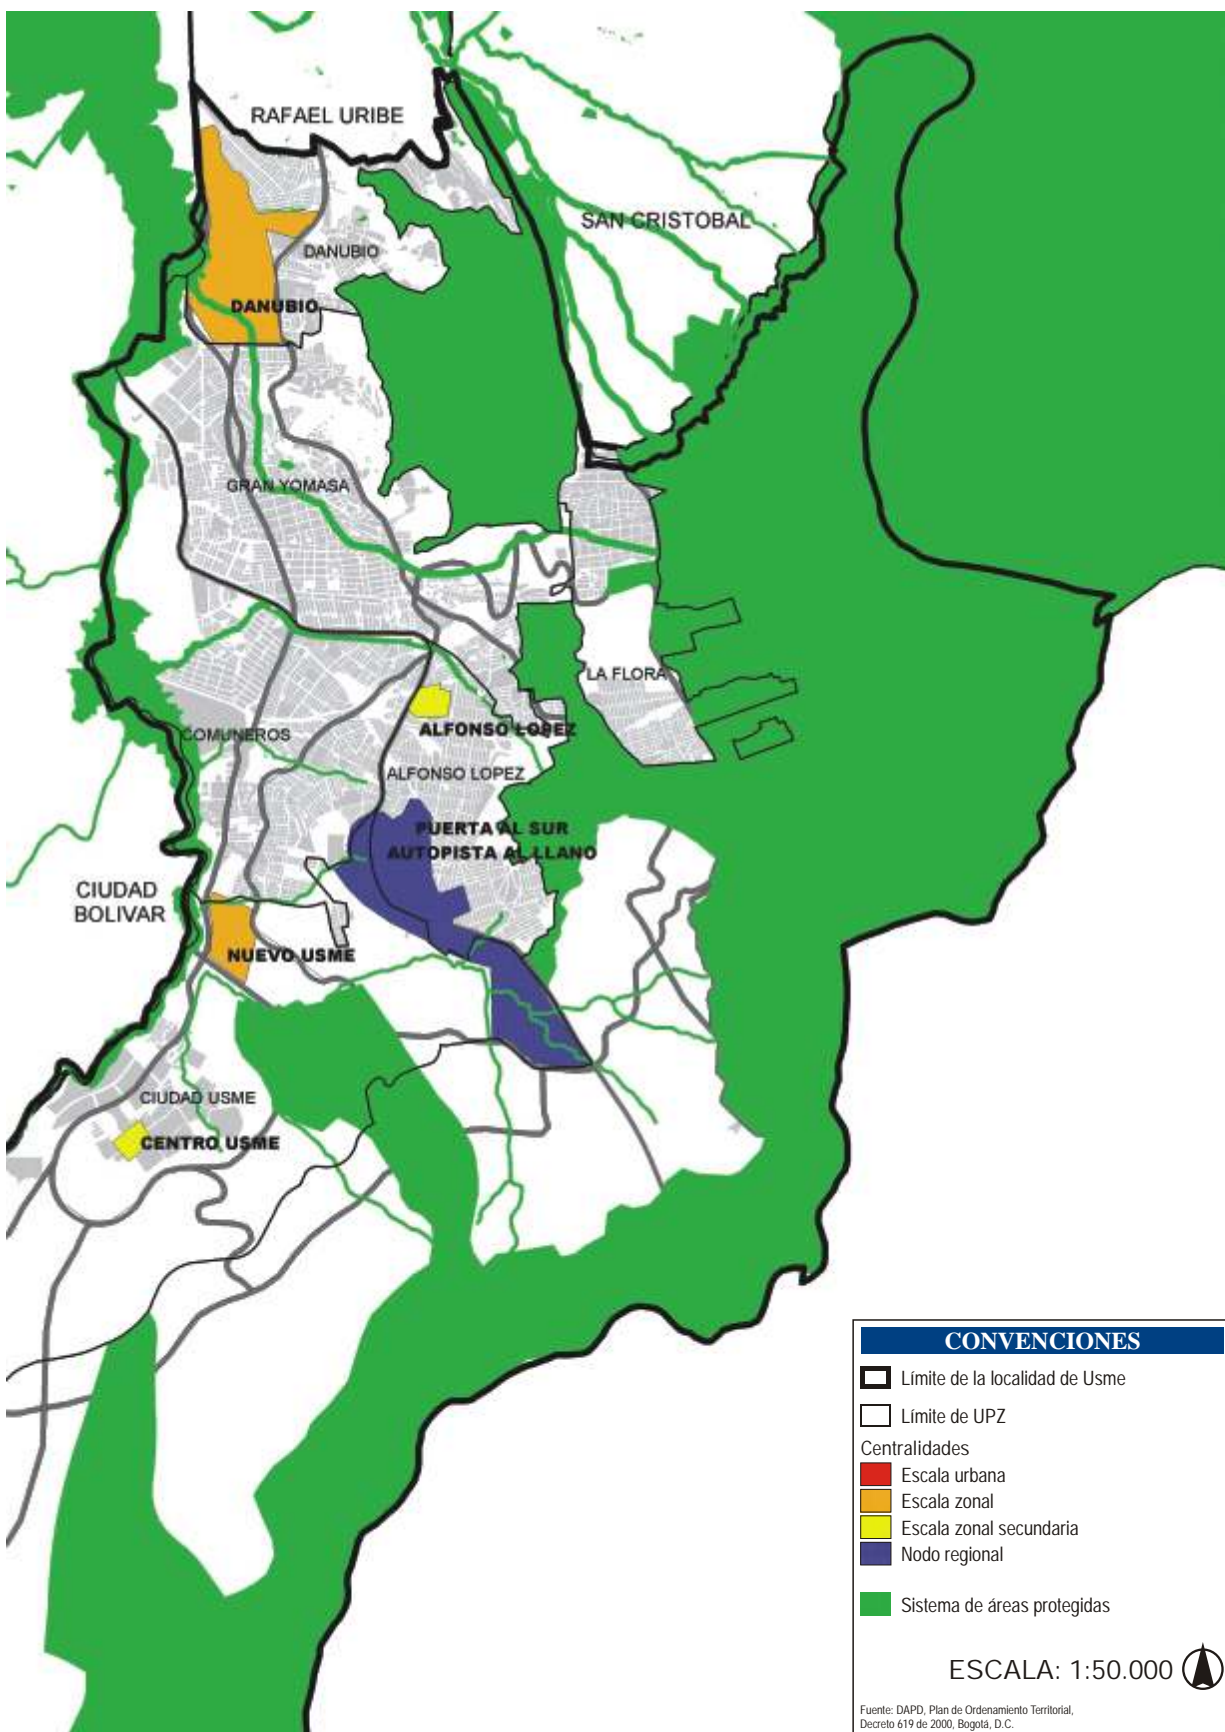 RAFAEL URIBE
SAN CRISTOBAL
DANUBIO
DANUBIO
GRAN YOMASA
LA FLORA
ALFONSO LOPEZ
COMUNEROS
ALFONSO LOPEZ
PUERTA AL SUR
AUTOPISTA AL LLANO
CIUDAD
BOLIVAR
NUEVO USME
CIUDAD USME
CENTRO USME
CONVENCIONES
Límite de la localidad de Usme
Límite de UPZ
Centralidades
Escala urbana
Escala zonal
Escala zonal secundaria
Nodo regional
Sistema de áreas protegidas
ESCALA: 1:50.000
Fuente: DAPD, Plan de Ordenamiento Territorial,
Decreto 619 de 2000, Bogotá, D.C.